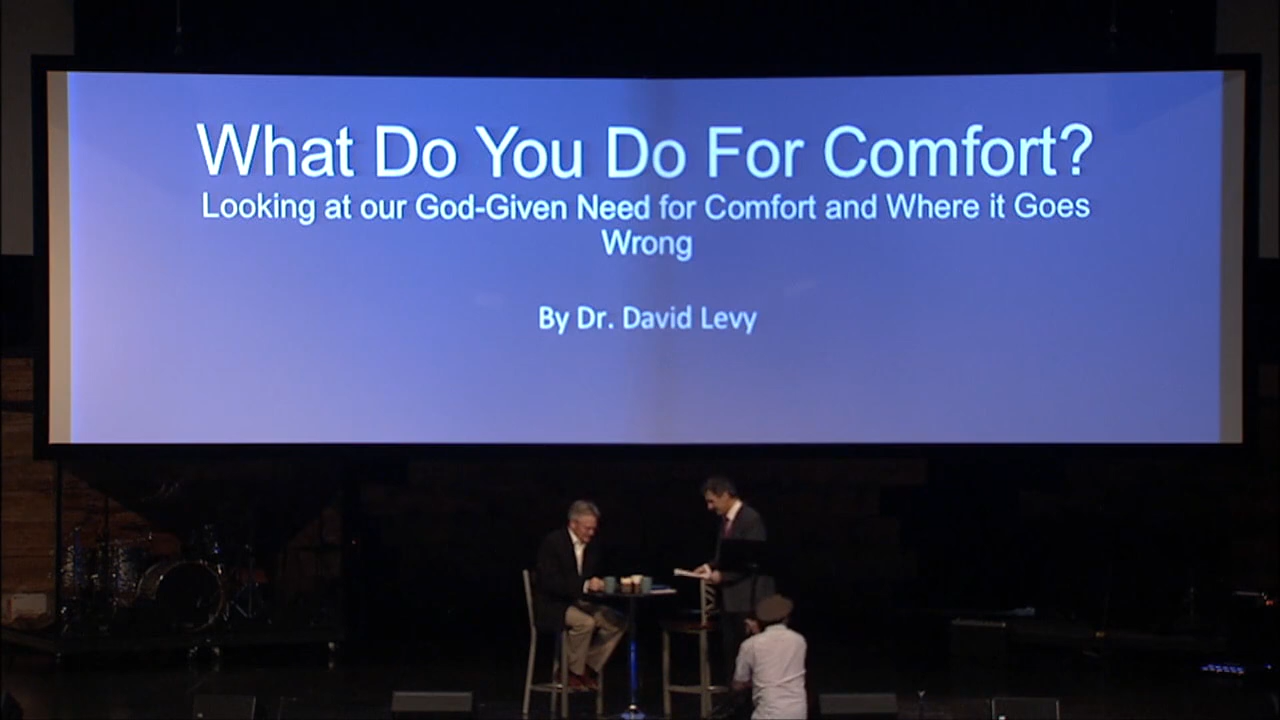 What Do You Do For Comfort?
Looking at our God-Given Need for Comfort and Where it Goes
Wrong
By Dr. David Levy